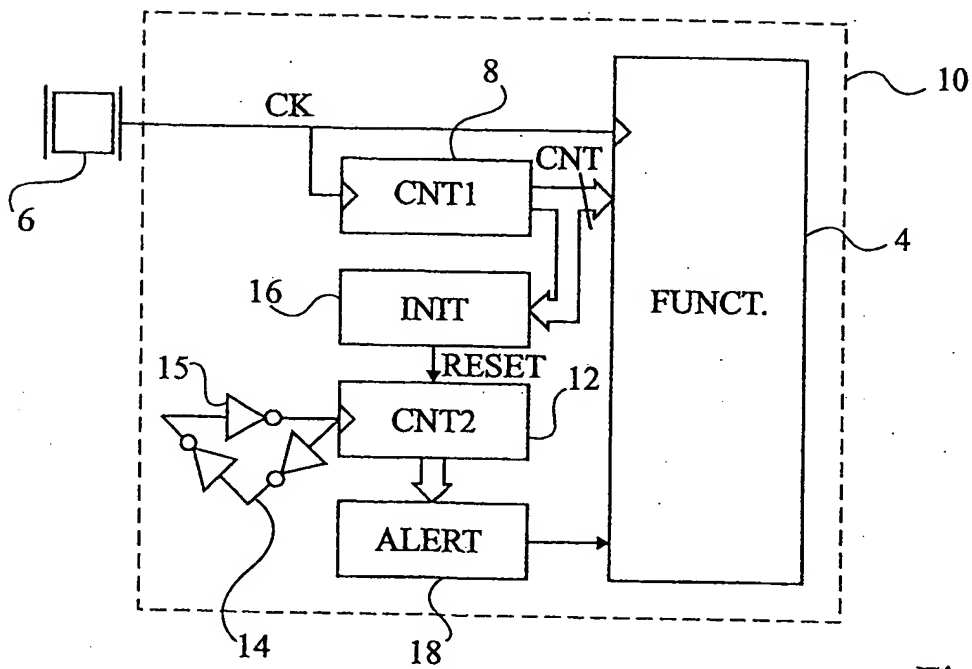 8
10
CK
CNT
CNT1
6
4
16
INIT
FUNCT.
RESET
15
12
CNT2
ALERT
14
18